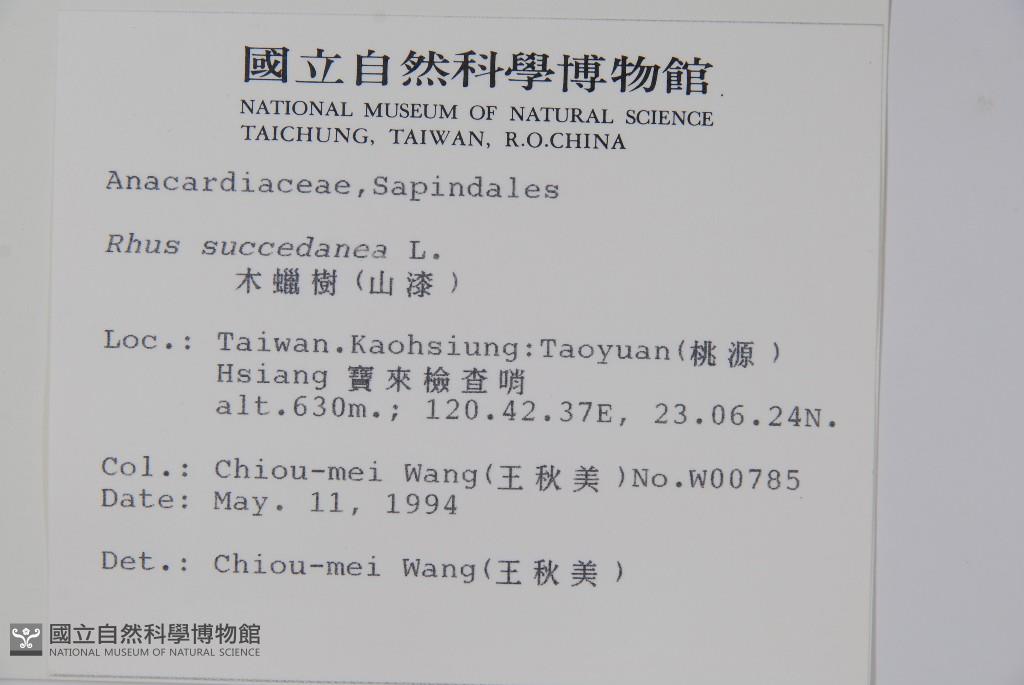 國立自然科學博物館
NATIONAL MUSEUM OF NATURAL SCIENCE
TAICHUNG, TAIWAN, R.O.CHINA
Anacardiaceae,Sapindales
Rhus succedanea L.
木蠟樹(山漆)
Loc.: Taiwan.Kaohsiung:Taoyuan(桃源)
Hsiang 寶來檢查哨
alt.630m.; 120.42.37E, 23.06.24N.
Col.: Chiou-mei Wang(王秋美)No.W00785
Date: May. 11, 1994
Det.: Chiou-mei Wang(王秋美)
國立自然科學博物館
NATIONAL MUSEUM OF NATURAL SCIENCE